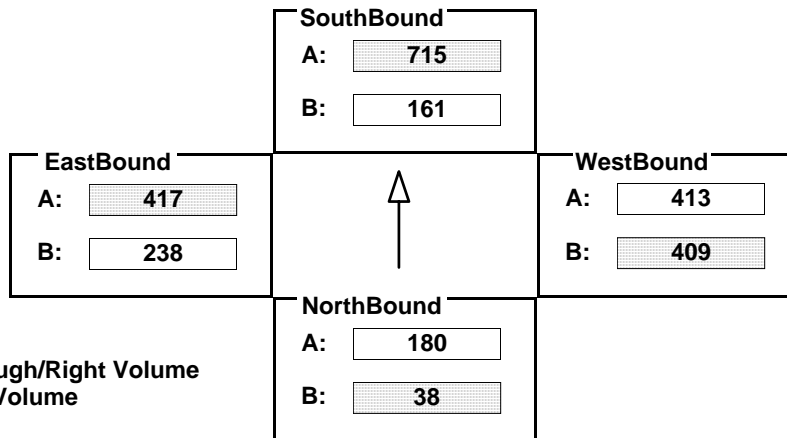 SouthBound
A: 715
B: 161
EastBound
A: 417
B: 238
WestBound
A: 413
B: 409
NorthBound
A: 180
B: 38
ugh/Right Volume
Volume